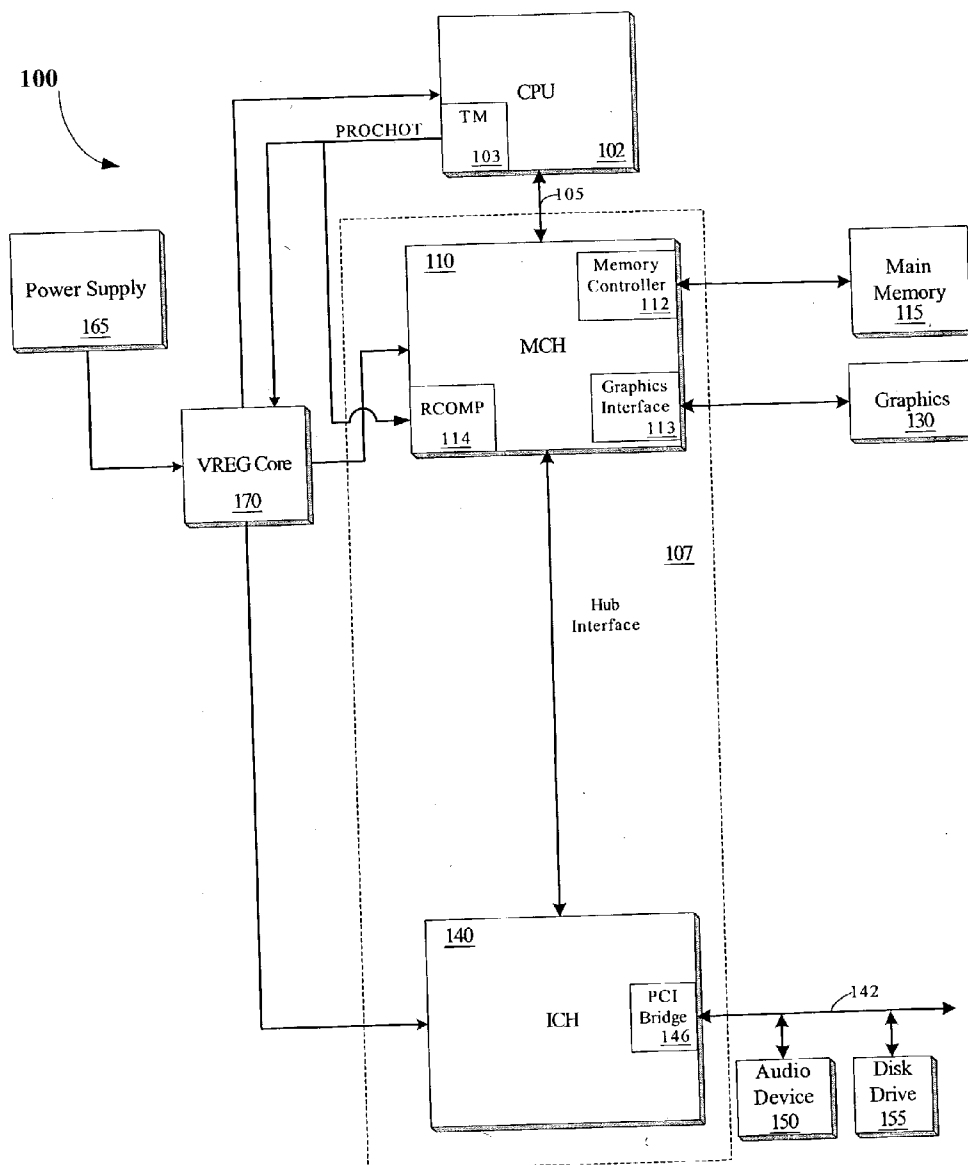 100
CPU
TM
103
102
PROCHOT
105
Power Supply
165
110
Memory
Controller
112
MCH
Main
Memory
115
RCOMP
114
Graphics
Interface
113
Graphics
130
VREG Core
170
107
Hub
Interface
140
ICH
PCI
Bridge
146
142
Audio
Device
150
Disk
Drive
155